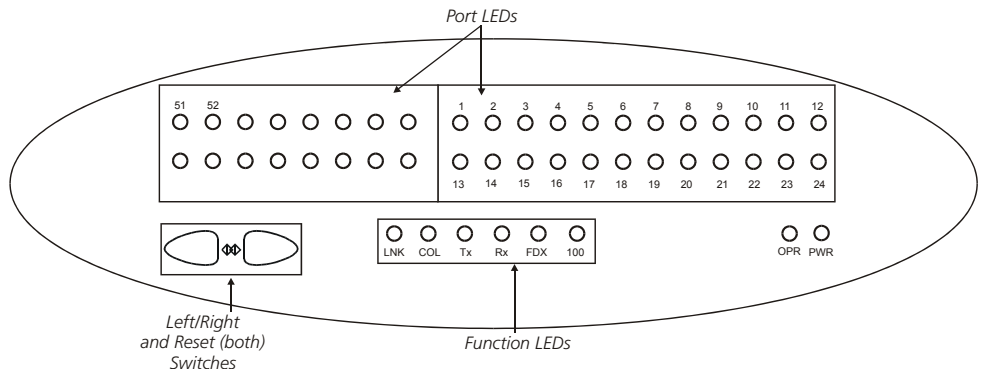 Port LEDs
51 52
1 2 3 4 5 6 7 8 9 10 11 12
13 14 15 16 17 18 19 20 21 22 23 24
LNK COL Tx Rx FDX 100
OPR PWR
Left/Right
and Reset (both)
Switches
Function LEDs